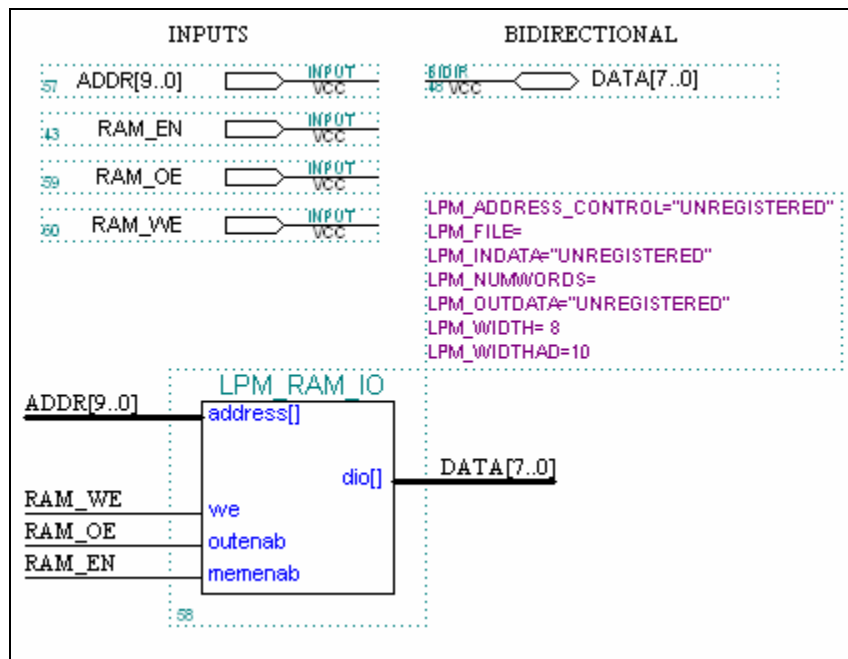 INPUTS
BIDIRECTIONAL
57 ADDR[9..0] INPUT VCC
BIDIR 48 VCC DATA[7..0]
43 RAM_EN INPUT VCC
59 RAM_OE INPUT VCC
60 RAM_WE INPUT VCC
LPM_ADDRESS_CONTROL="UNREGISTERED"
LPM_FILE=
LPM_INDATA="UNREGISTERED"
LPM_NUMWORDS=
LPM_OUTDATA="UNREGISTERED"
LPM_WIDTH= 8
LPM_WIDTHAD=10
LPM_RAM_IO
ADDR[9..0]
address[]
dio[]
DATA[7..0]
RAM_WE
we
RAM_OE
outenab
RAM_EN
memenab
58